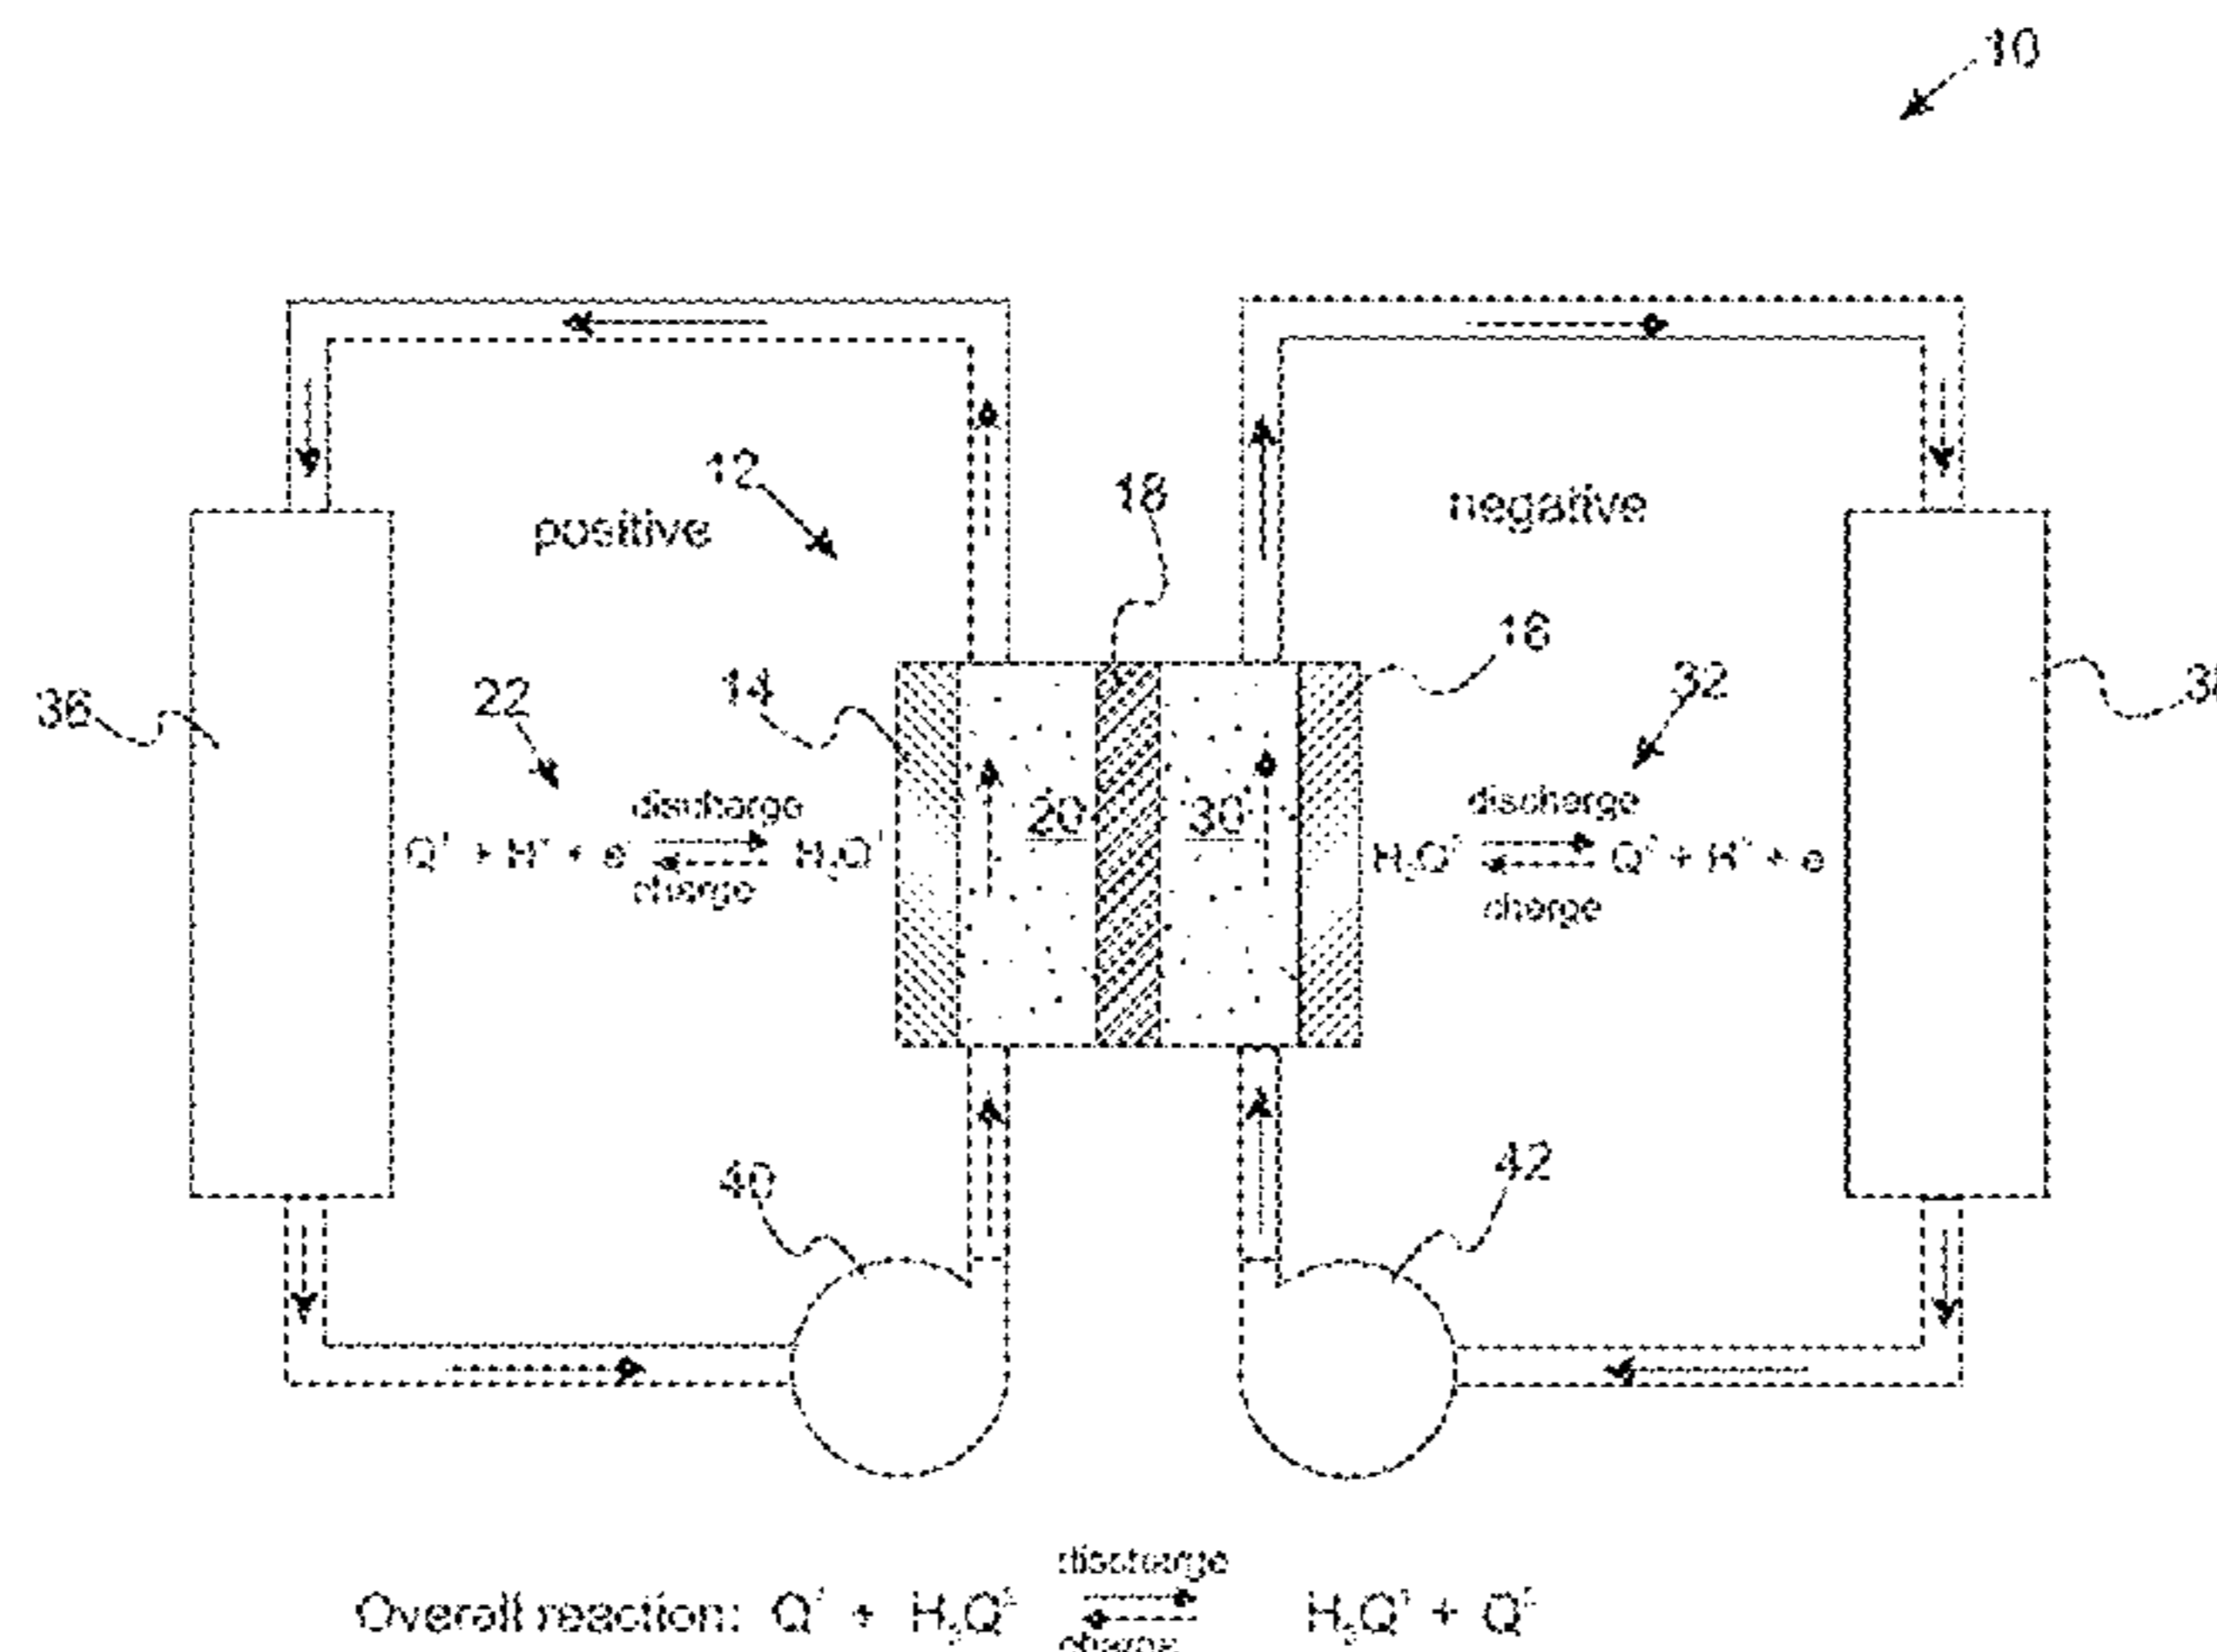 10
12
positive
18
negative
16
36
22
14
32
discharge
Q¹ + H⁺ + e ⇌ H₂Q¹
charge
20
30
discharge
H₂Q² ⇌ Q² + H⁺ + e
charge
40
42
discharge
Overall reaction: Q¹ + H₂Q² ⇌ H₂Q¹ + Q²
charge